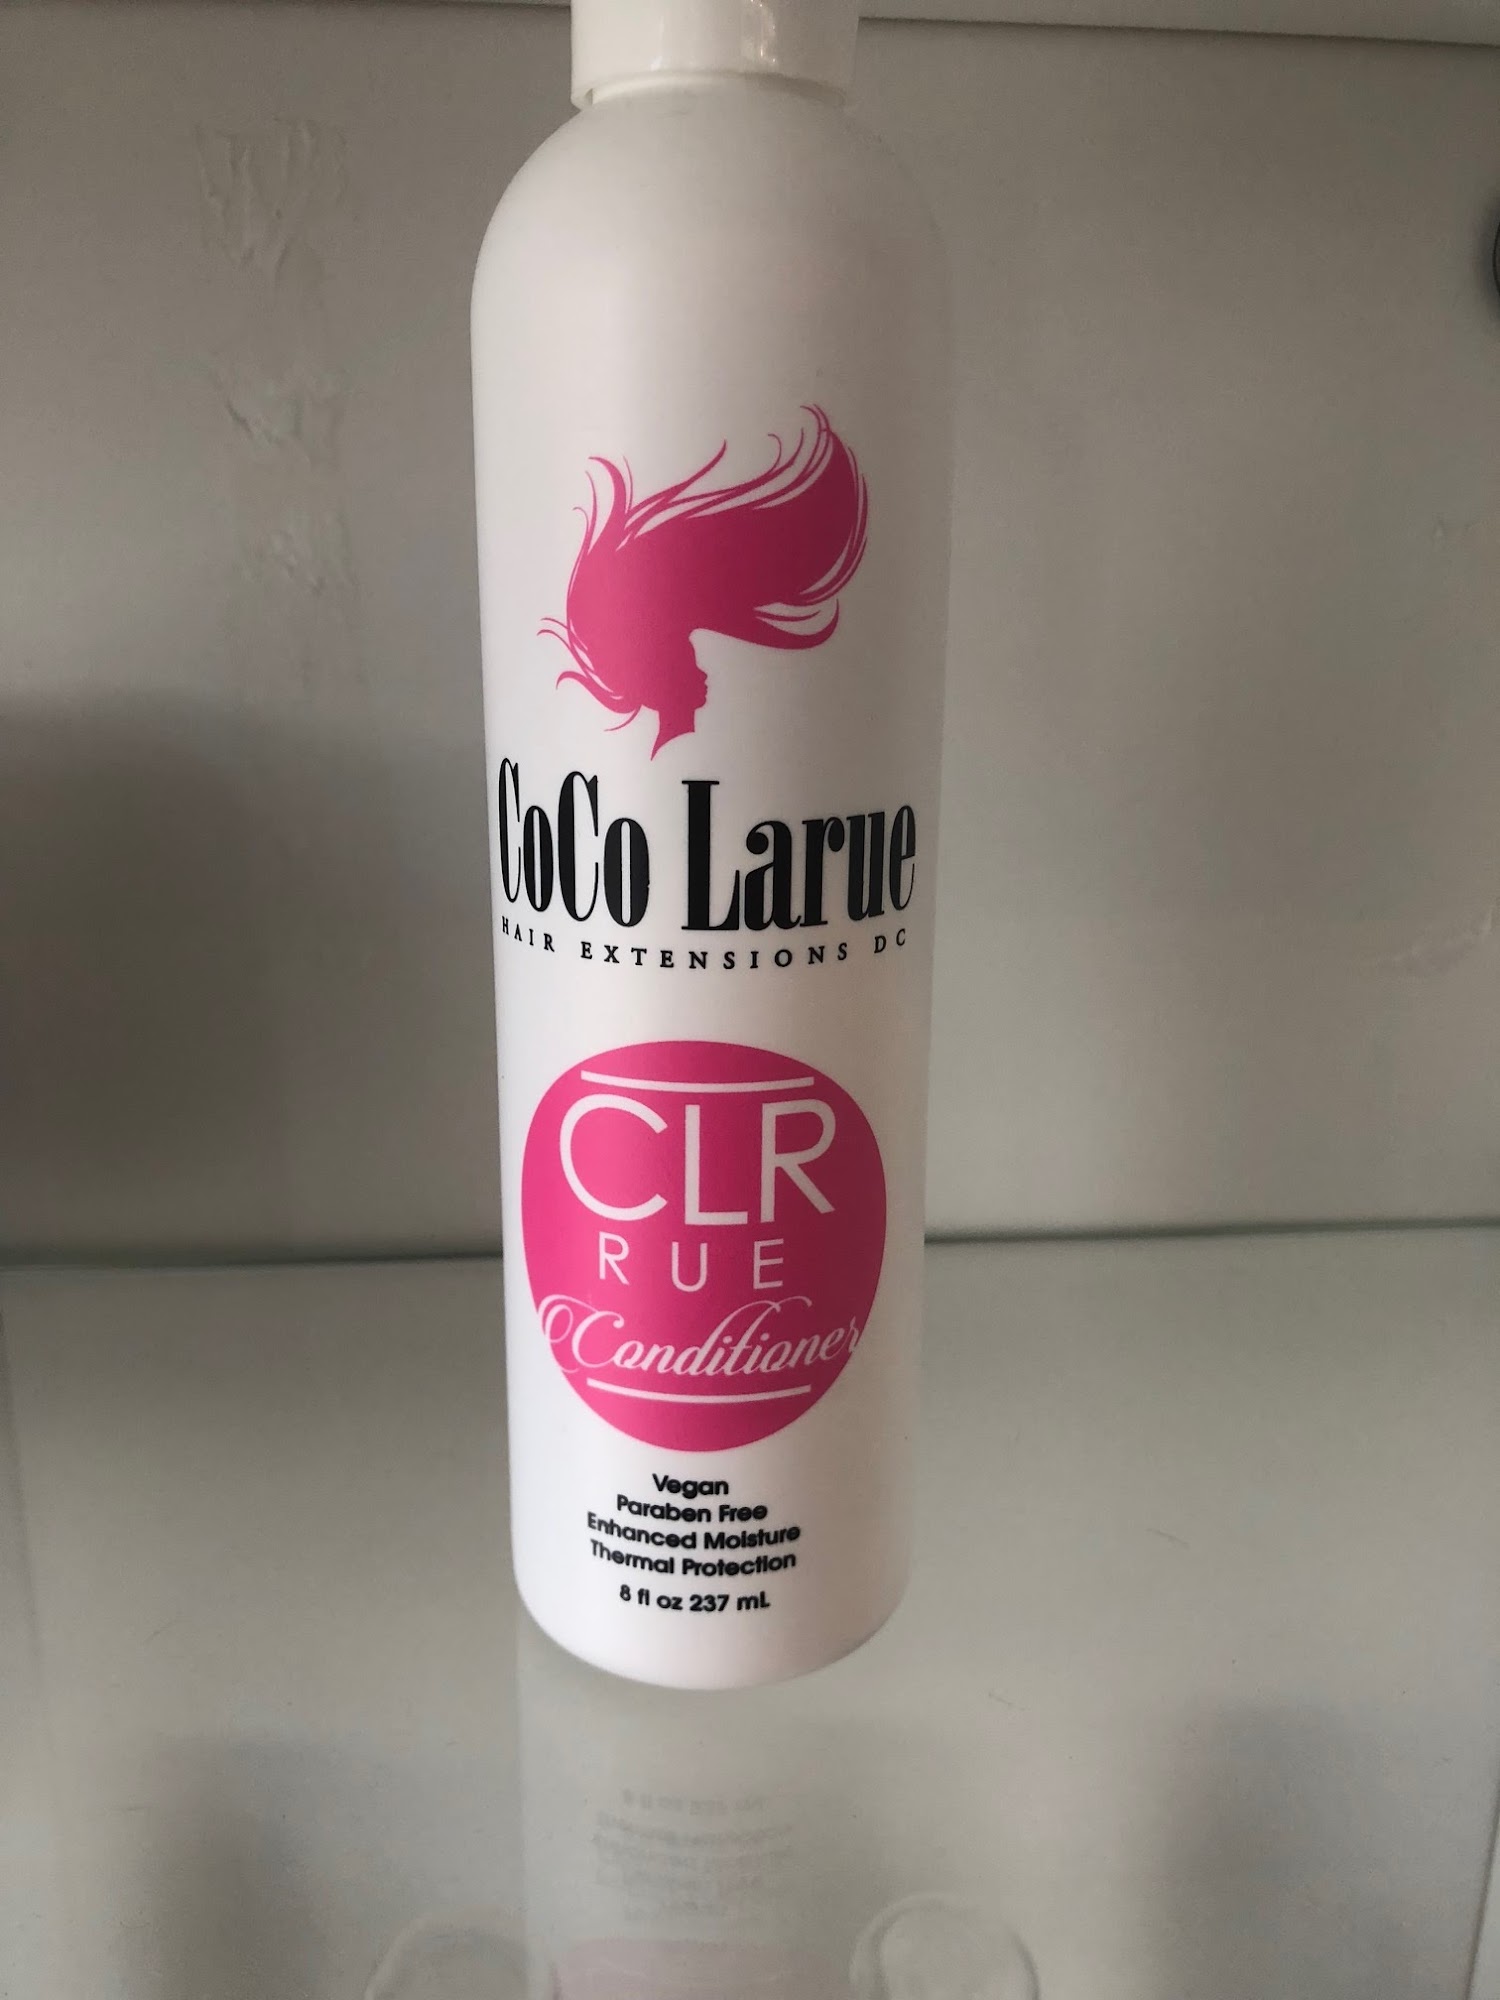 CoCo Larue
HAIR EXTENSIONS DC
CLR
RUE
Conditioner
Vegan
Paraben Free
Enhanced Moisture
Thermal Protection
8 fl oz 237 mL